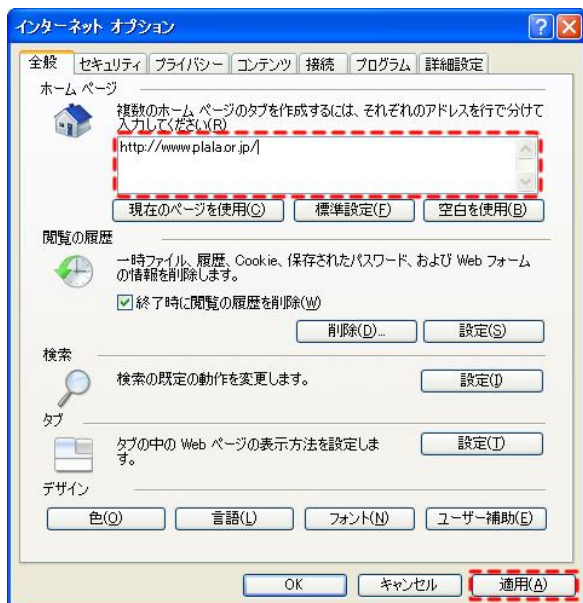 インターネット オプション
全般 セキュリティ プライバシー コンテンツ 接続 プログラム 詳細設定
ホーム ページ
複数のホーム ページのタブを作成するには、それぞれのアドレスを行で分けて
入力してください(R)
http://www.plala.or.jp/
現在のページを使用(C) 標準設定(F) 空白を使用(B)
閲覧の履歴
一時ファイル、履歴、Cookie、保存されたパスワード、および Web フォーム
の情報を削除します。
終了時に閲覧の履歴を削除(W)
削除(D)... 設定(S)
検索
検索の既定の動作を変更します。 設定(I)
タブ
タブの中の Web ページの表示方法を設定しま
す。 設定(T)
デザイン
色(O) 言語(L) フォント(N) ユーザー補助(E)
OK キャンセル 適用(A)